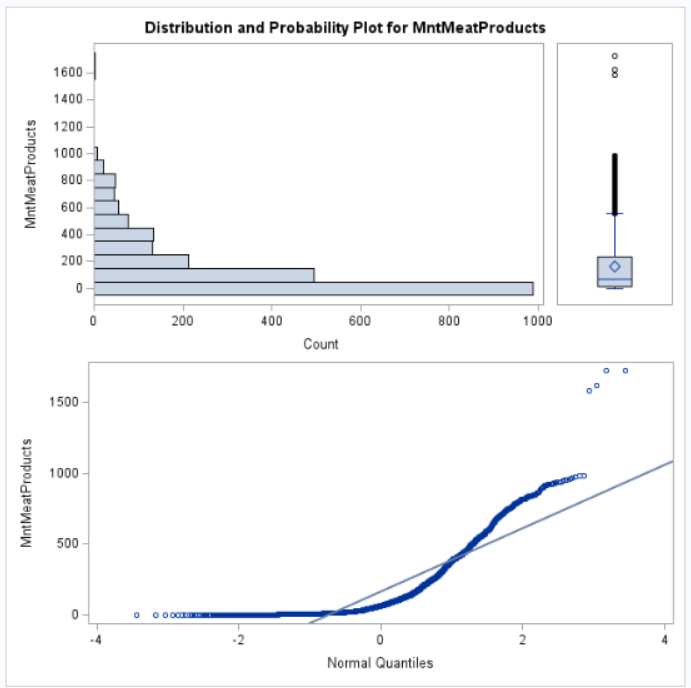 Distribution and Probability Plot for MntMeatProducts
MntMeatProducts
1600
1400
1200
1000
800
600
400
200
0
0 200 400 600 800 1000
Count
MntMeatProducts
1500
1000
500
0
-4 -2 0 2 4
Normal Quantiles